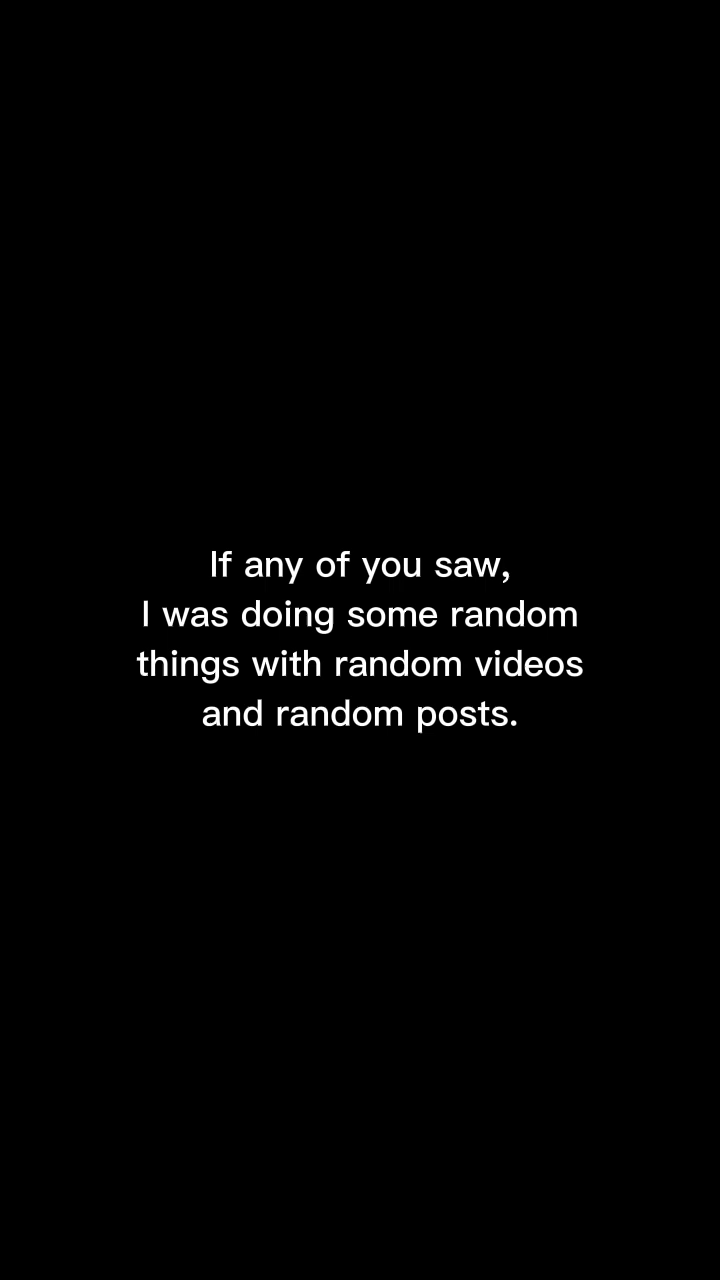 If any of you saw,
I was doing some random
things with random videos
and random posts.